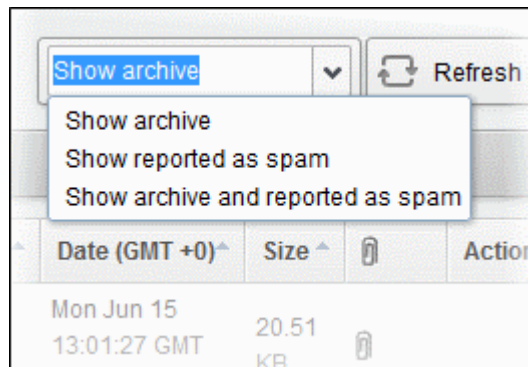 Show archive
Refresh
Show archive
Show reported as spam
Show archive and reported as spam
Date (GMT +0)
Size
Action
Mon Jun 15
13:01:27 GMT
20.51
KB